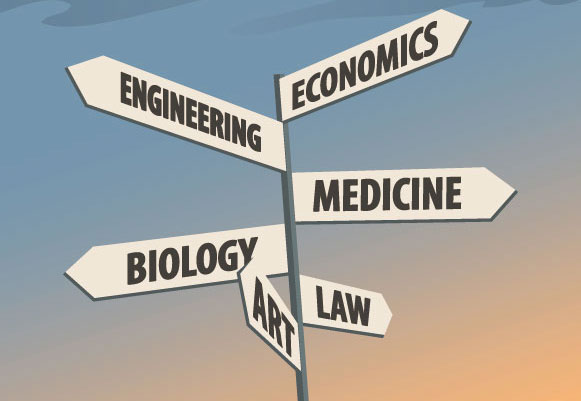 ECONOMICS
ENGINEERING
MEDICINE
BIOLOGY
ART
LAW